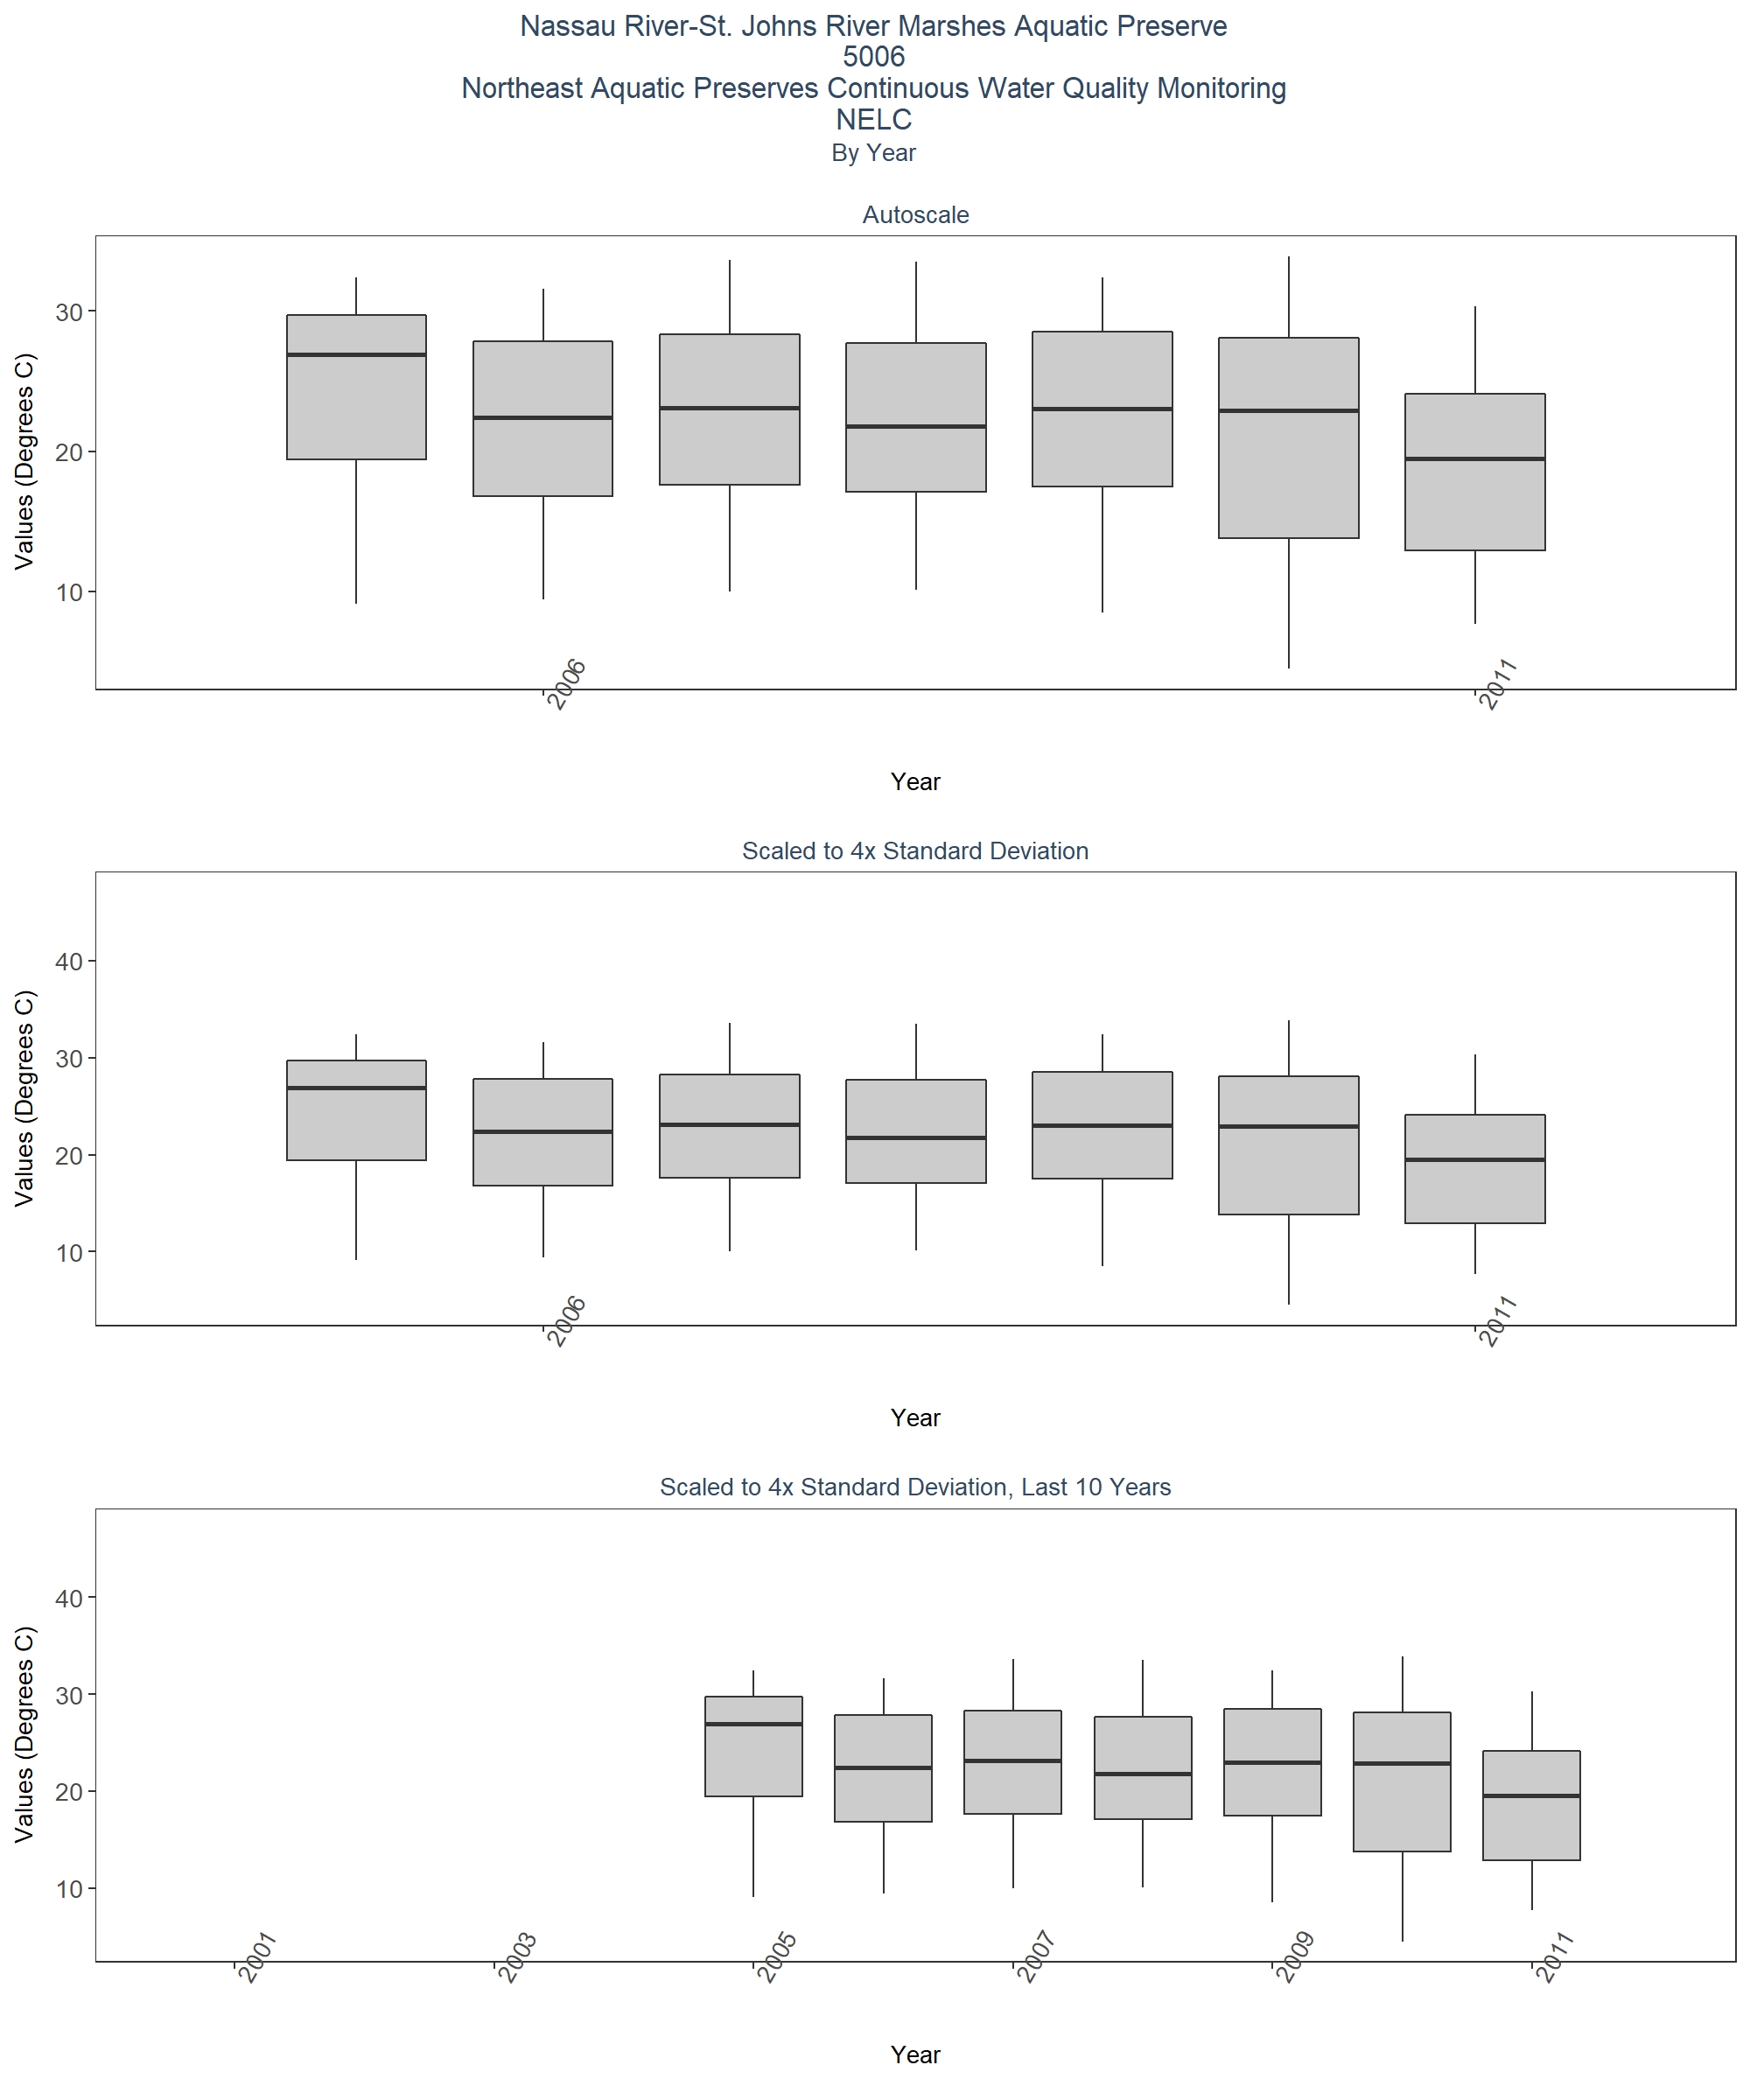 Nassau River-St. Johns River Marshes Aquatic Preserve
5006
Northeast Aquatic Preserves Continuous Water Quality Monitoring
NELC
By Year
Autoscale
Values (Degrees C)
30
20
10
2006
2011
Year
Scaled to 4x Standard Deviation
Values (Degrees C)
40
30
20
10
2006
2011
Year
Scaled to 4x Standard Deviation, Last 10 Years
Values (Degrees C)
40
30
20
10
2001
2003
2005
2007
2009
2011
Year